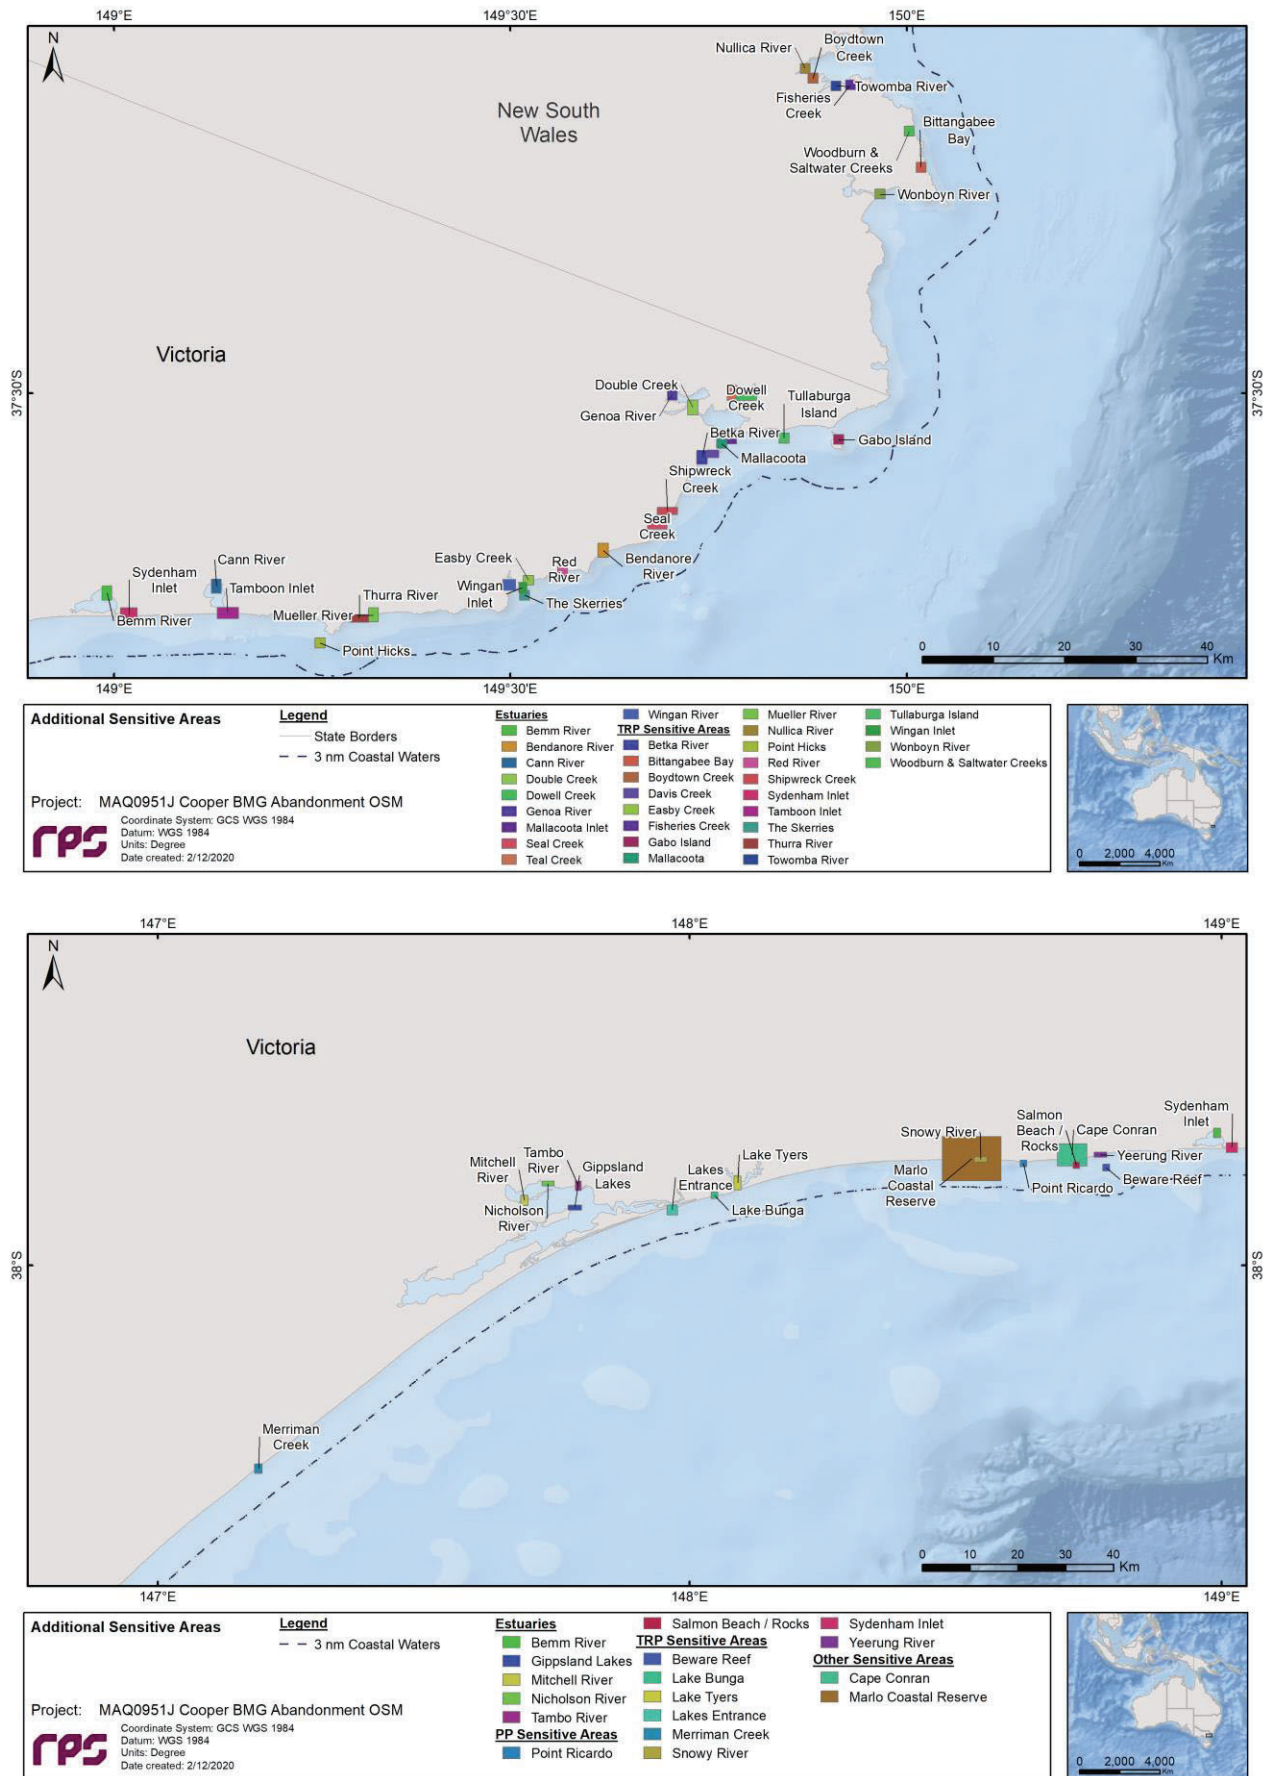 149°E
149°30'E
150°E
N
Nullica River
Boydtown
Creek
Fisheries
Creek
Towomba River
New South
Wales
Bittangabee
Bay
Woodburn &
Saltwater Creeks
Wonboyn River
Victoria
37°30'S
37°30'S
Double Creek
Dowell
Creek
Tullaburga
Island
Genoa River
Betka River
Gabo Island
Mallacoota
Shipwreck
Creek
Seal
Creek
Cann River
Easby Creek
Red
River
Bendanore
River
Sydenham
Inlet
Tamboon Inlet
Thurra River
Wingan
Inlet
The Skerries
Bemm River
Mueller River
Point Hicks
0 10 20 30 40
Km
149°E
149°30'E
150°E
Additional Sensitive Areas
Legend
State Borders
3 nm Coastal Waters
Project: MAQ0951J Cooper BMG Abandonment OSM
rps
Coordinate System: GCS WGS 1984
Datum: WGS 1984
Units: Degree
Date created: 2/12/2020
Estuaries
Bemm River
Bendanore River
Cann River
Double Creek
Dowell Creek
Genoa River
Mallacoota Inlet
Seal Creek
Teal Creek
Wingan River
TRP Sensitive Areas
Betka River
Bittangabee Bay
Boydtown Creek
Davis Creek
Easby Creek
Fisheries Creek
Gabo Island
Mallacoota
Mueller River
Nullica River
Point Hicks
Red River
Shipwreck Creek
Sydenham Inlet
Tamboon Inlet
The Skerries
Thurra River
Towomba River
Tullaburga Island
Wingan Inlet
Wonboyn River
Woodburn & Saltwater Creeks
0 2,000 4,000
Km
147°E
148°E
149°E
N
Victoria
Mitchell
River
Tambo
River
Gippsland
Lakes
Nicholson
River
Lakes
Entrance
Lake Tyers
Lake Bunga
Snowy River
Marlo
Coastal
Reserve
Salmon
Beach /
Rocks
Cape Conran
Point Ricardo
Yeerung River
Beware Reef
Sydenham
Inlet
38°S
38°S
Merriman
Creek
0 10 20 30 40
Km
147°E
148°E
149°E
Additional Sensitive Areas
Legend
3 nm Coastal Waters
Project: MAQ0951J Cooper BMG Abandonment OSM
rps
Coordinate System: GCS WGS 1984
Datum: WGS 1984
Units: Degree
Date created: 2/12/2020
Estuaries
Bemm River
Gippsland Lakes
Mitchell River
Nicholson River
Tambo River
PP Sensitive Areas
Point Ricardo
Salmon Beach / Rocks
TRP Sensitive Areas
Beware Reef
Lake Bunga
Lake Tyers
Lakes Entrance
Merriman Creek
Snowy River
Sydenham Inlet
Yeerung River
Other Sensitive Areas
Cape Conran
Marlo Coastal Reserve
0 2,000 4,000
Km